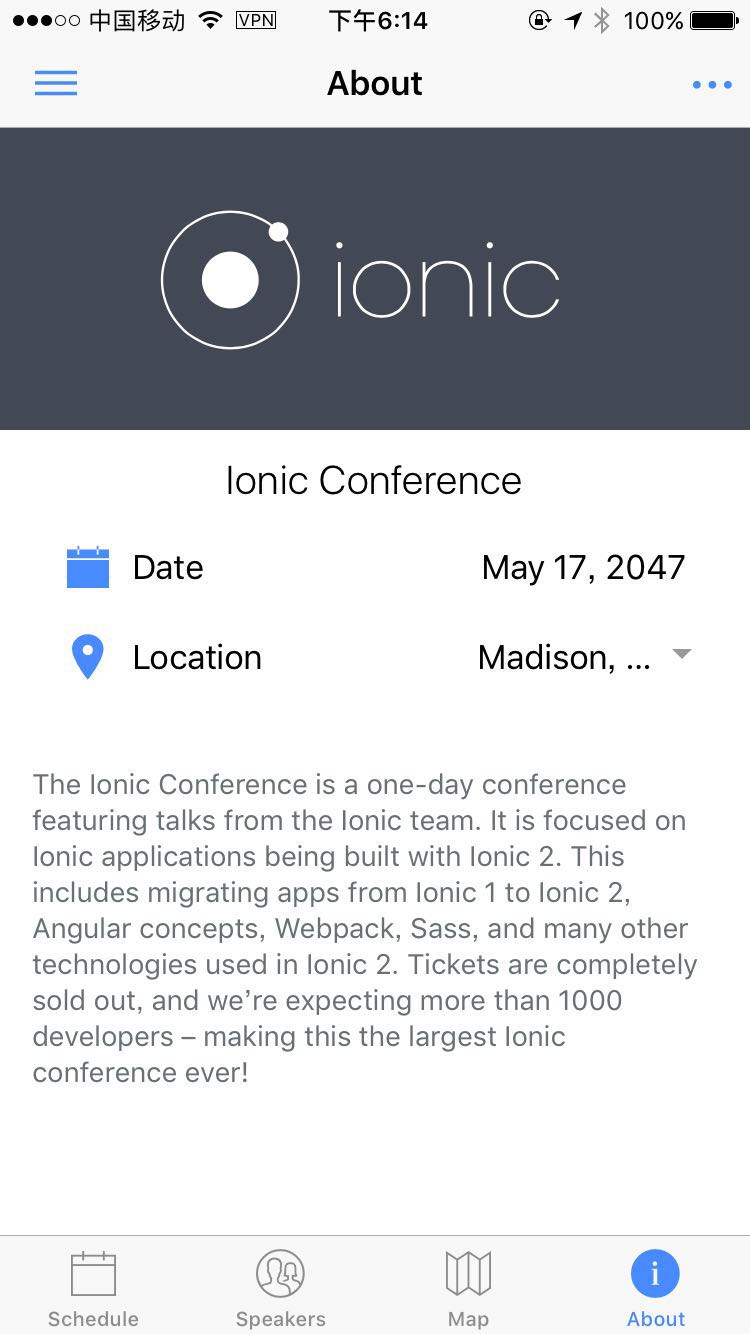 中国移动 VPN 下午6:14 100%
About
ionic
Ionic Conference
Date May 17, 2047
Location Madison, ...
The Ionic Conference is a one-day conference
featuring talks from the Ionic team. It is focused on
Ionic applications being built with Ionic 2. This
includes migrating apps from Ionic 1 to Ionic 2,
Angular concepts, Webpack, Sass, and many other
technologies used in Ionic 2. Tickets are completely
sold out, and we’re expecting more than 1000
developers – making this the largest Ionic
conference ever!
Schedule Speakers Map About